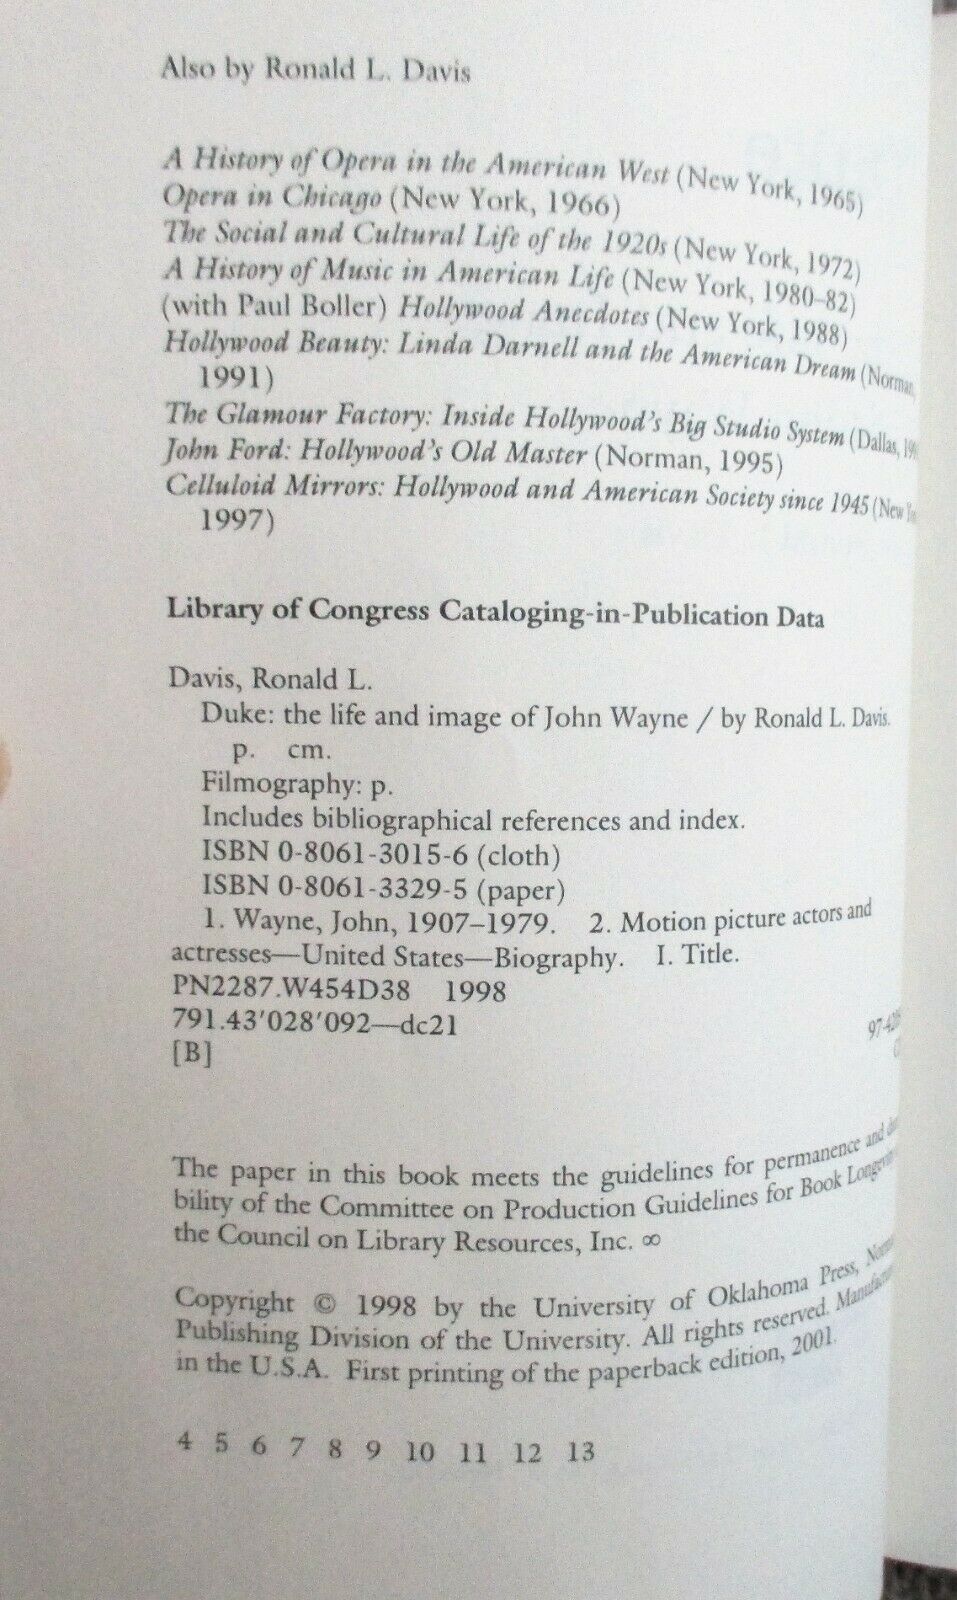 Also by Ronald L. Davis
A History of Opera in the American West (New York, 1965)
Opera in Chicago (New York, 1966)
The Social and Cultural Life of the 1920s (New York, 1972)
A History of Music in American Life (New York, 1980–82)
(with Paul Boller) Hollywood Anecdotes (New York, 1988)
Hollywood Beauty: Linda Darnell and the American Dream (Norman,
1991)
The Glamour Factory: Inside Hollywood's Big Studio System (Dallas,
John Ford: Hollywood's Old Master (Norman, 1995)
Celluloid Mirrors: Hollywood and American Society since 1945 (New
1997)
Library of Congress Cataloging-in-Publication Data
Davis, Ronald L.
Duke: the life and image of John Wayne / by Ronald L. Davis.
p. cm.
Filmography: p.
Includes bibliographical references and index.
ISBN 0-8061-3015-6 (cloth)
ISBN 0-8061-3329-5 (paper)
1. Wayne, John, 1907–1979. 2. Motion picture actors and
actresses—United States—Biography. I. Title.
PN2287.W454D38 1998
791.43'028'092—dc21
[B]
The paper in this book meets the guidelines for permanence and
bility of the Committee on Production Guidelines for Book
the Council on Library Resources, Inc. ∞
Copyright © 1998 by the University of Oklahoma Press,
Publishing Division of the University. All rights reserved.
in the U.S.A. First printing of the paperback edition, 2001.
4 5 6 7 8 9 10 11 12 13